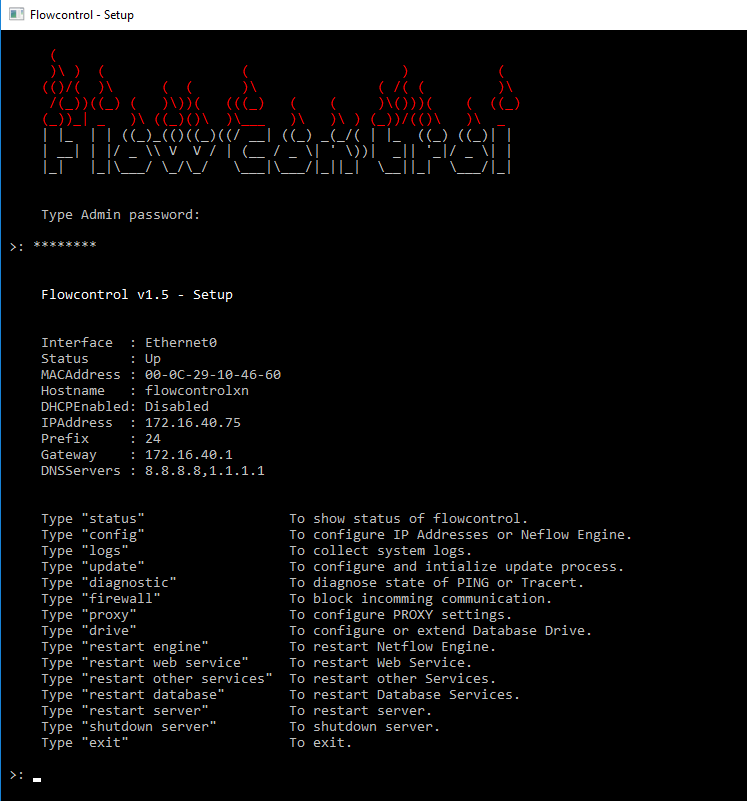 Flowcontrol - Setup
FlowControl
Type Admin password:
>: ********
Flowcontrol v1.5 - Setup
Interface  : Ethernet0
Status     : Up
MACAddress : 00-0C-29-10-46-60
Hostname   : flowcontrolxn
DHCPEnabled: Disabled
IPAddress  : 172.16.40.75
Prefix     : 24
Gateway    : 172.16.40.1
DNSServers : 8.8.8.8,1.1.1.1
Type "status"                  To show status of flowcontrol.
Type "config"                  To configure IP Addresses or Neflow Engine.
Type "logs"                    To collect system logs.
Type "update"                  To configure and intialize update process.
Type "diagnostic"              To diagnose state of PING or Tracert.
Type "firewall"                To block incomming communication.
Type "proxy"                   To configure PROXY settings.
Type "drive"                   To configure or extend Database Drive.
Type "restart engine"          To restart Netflow Engine.
Type "restart web service"     To restart Web Service.
Type "restart other services"  To restart other Services.
Type "restart database"        To restart Database Services.
Type "restart server"          To restart server.
Type "shutdown server"         To shutdown server.
Type "exit"                    To exit.
>: